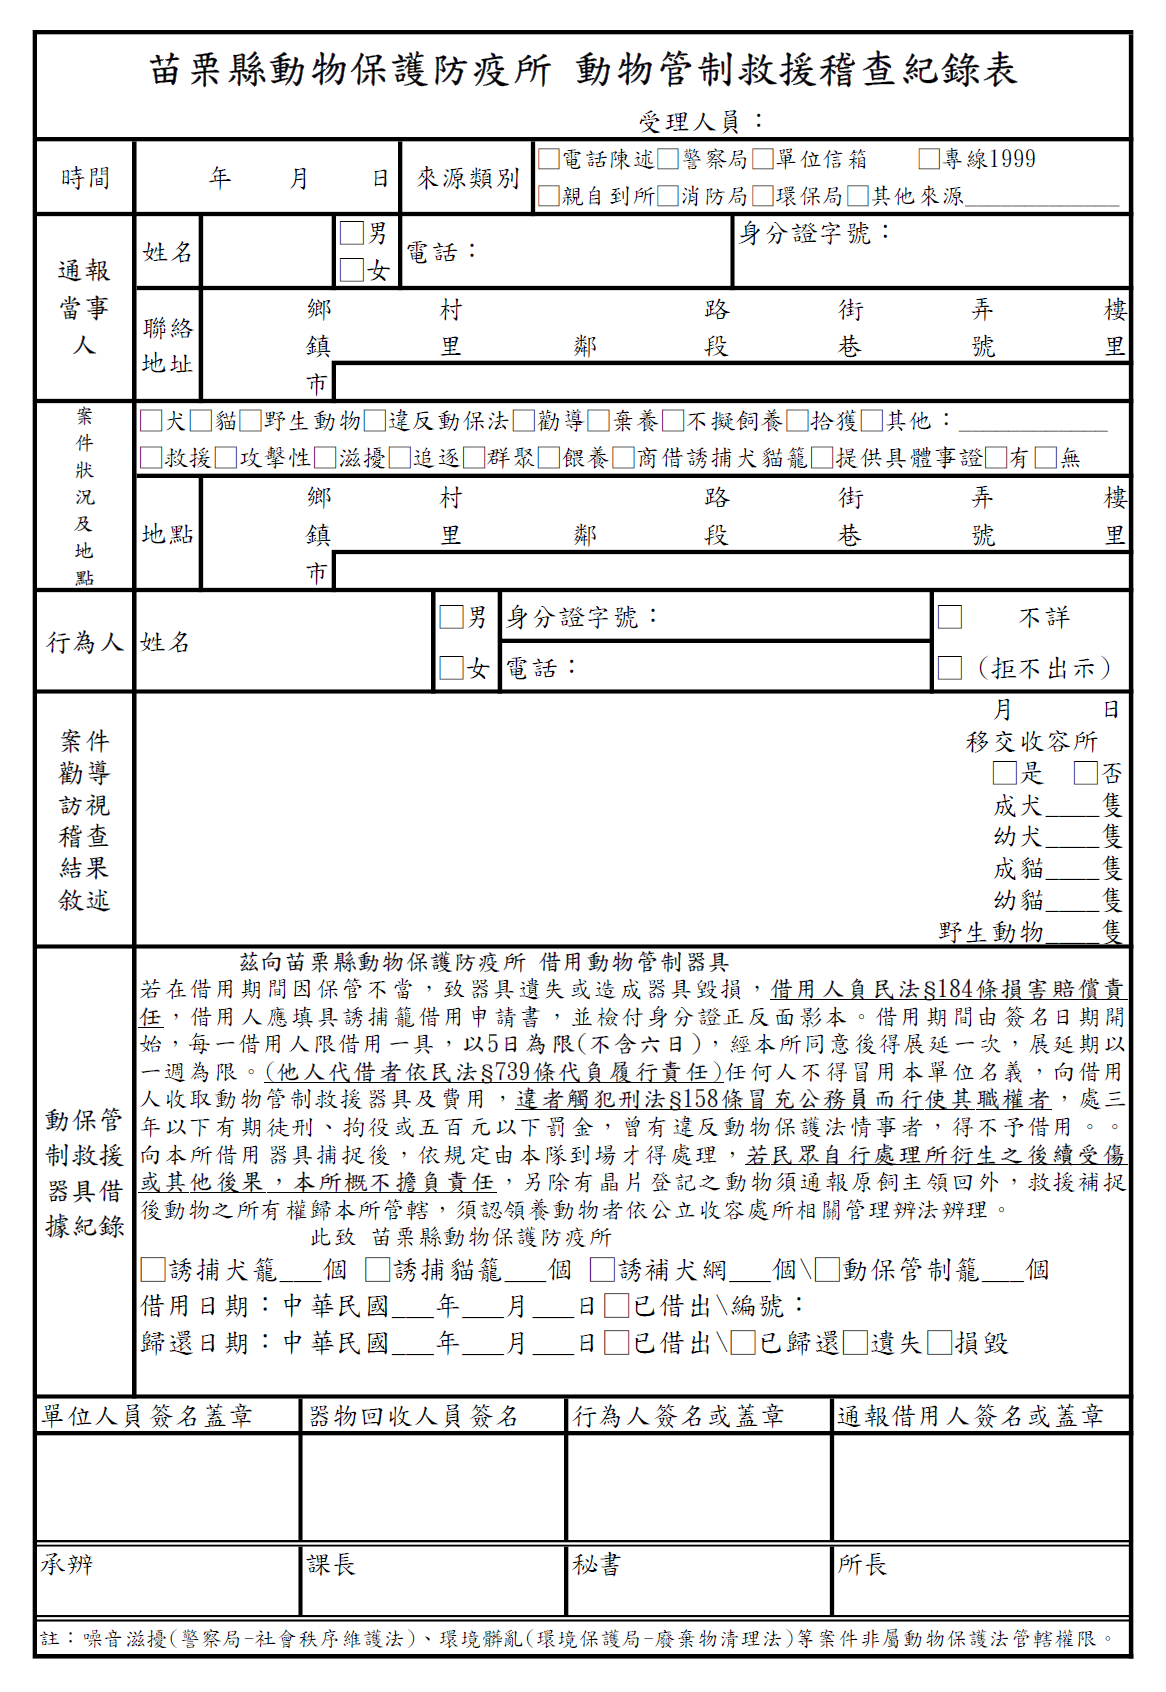 苗栗縣動物保護防疫所 動物管制救援稽查紀錄表
受理人員：
時間
年 月 日
來源類別
□電話陳述□警察局□單位信箱 □專線1999
□親自到所□消防局□環保局□其他來源_____________
通報
當事
人
姓名
□男
□女
電話：
身分證字號：
聯絡
地址
鄉 村 路 街 弄 樓
鎮 里 鄰 段 巷 號 里
市
案
件
狀
況
及
地
點
□犬□貓□野生動物□違反動保法□勸導□棄養□不擬飼養□拾獲□其他：____________
□救援□攻擊性□滋擾□追逐□群聚□餵養□商借誘捕犬貓籠□提供具體事證□有□無
地點
鄉 村 路 街 弄 樓
鎮 里 鄰 段 巷 號 里
市
行為人
姓名
□男
□女
身分證字號：
電話：
□ 不詳
□（拒不出示）
案件
勸導
訪視
稽查
結果
敘述
月 日
移交收容所
□是 □否
成犬____隻
幼犬____隻
成貓____隻
幼貓____隻
野生動物____隻
動保管
制救援
器具借
據紀錄
茲向苗栗縣動物保護防疫所 借用動物管制器具
若在借用期間因保管不當，致器具遺失或造成器具毀損，借用人負民法§184條損害賠償責
任，借用人應填具誘捕籠借用申請書，並檢付身分證正反面影本。借用期間由簽名日期開
始，每一借用人限借用一具，以5日為限(不含六日)，經本所同意後得展延一次，展延期以
一週為限。(他人代借者依民法§739條代負履行責任)任何人不得冒用本單位名義，向借用
人收取動物管制救援器具及費用，違者觸犯刑法§158條冒充公務員而行使其職權者，處三
年以下有期徒刑、拘役或五百元以下罰金，曾有違反動物保護法情事者，得不予借用。。
向本所借用器具捕捉後，依規定由本隊到場才得處理，若民眾自行處理所衍生之後續受傷
或其他後果，本所概不擔負責任，另除有晶片登記之動物須通報原飼主領回外，救援補捉
後動物之所有權歸本所管轄，須認領養動物者依公立收容處所相關管理辦法辦理。
此致 苗栗縣動物保護防疫所
□誘捕犬籠___個 □誘捕貓籠___個 □誘補犬網___個\□動保管制籠___個
借用日期：中華民國___年___月___日□已借出\編號：
歸還日期：中華民國___年___月___日□已借出\□已歸還□遺失□損毀
單位人員簽名蓋章
器物回收人員簽名
行為人簽名或蓋章
通報借用人簽名或蓋章
承辦
課長
秘書
所長
註：噪音滋擾(警察局-社會秩序維護法)、環境髒亂(環境保護局-廢棄物清理法)等案件非屬動物保護法管轄權限。